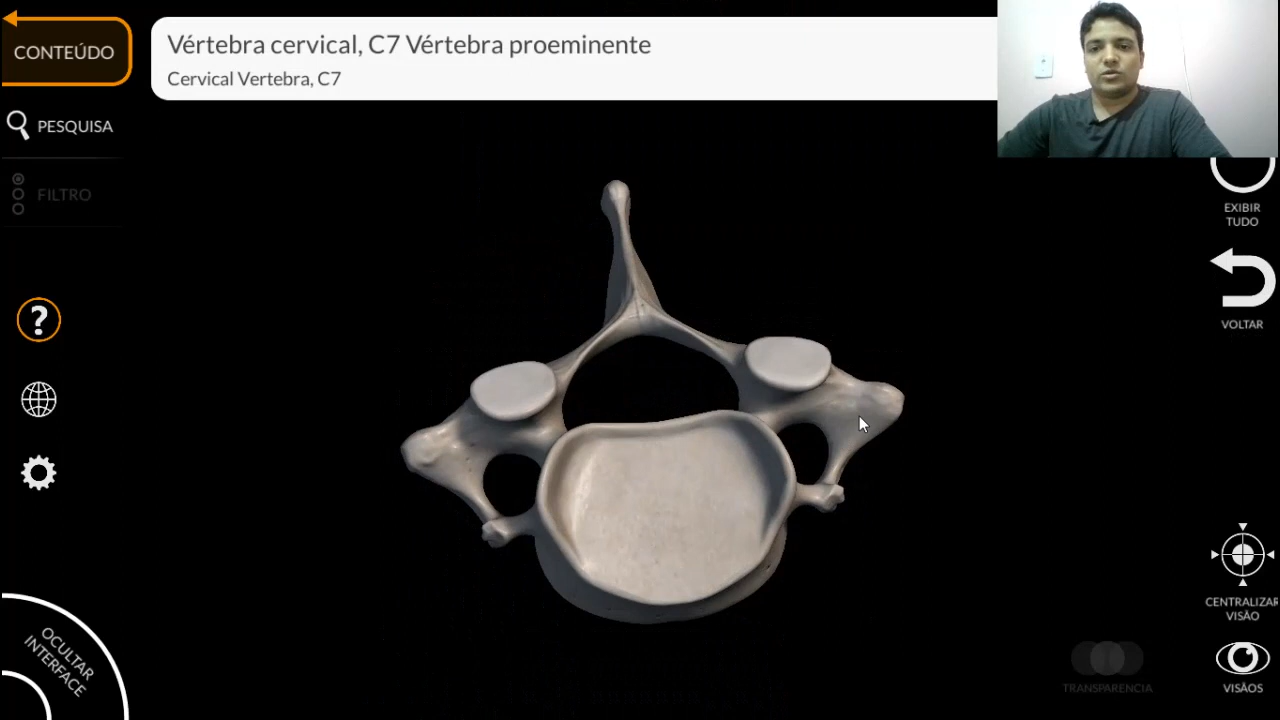 CONTEÚDO
Vértebra cervical, C7 Vértebra proeminente
Cervical Vertebra, C7
PESQUISA
FILTRO
EXIBIR
TUDO
?
VOLTAR
OCULTAR
INTERFACE
CENTRALIZAR
VISÃO
TRANSPARENCIA
VISÃOS